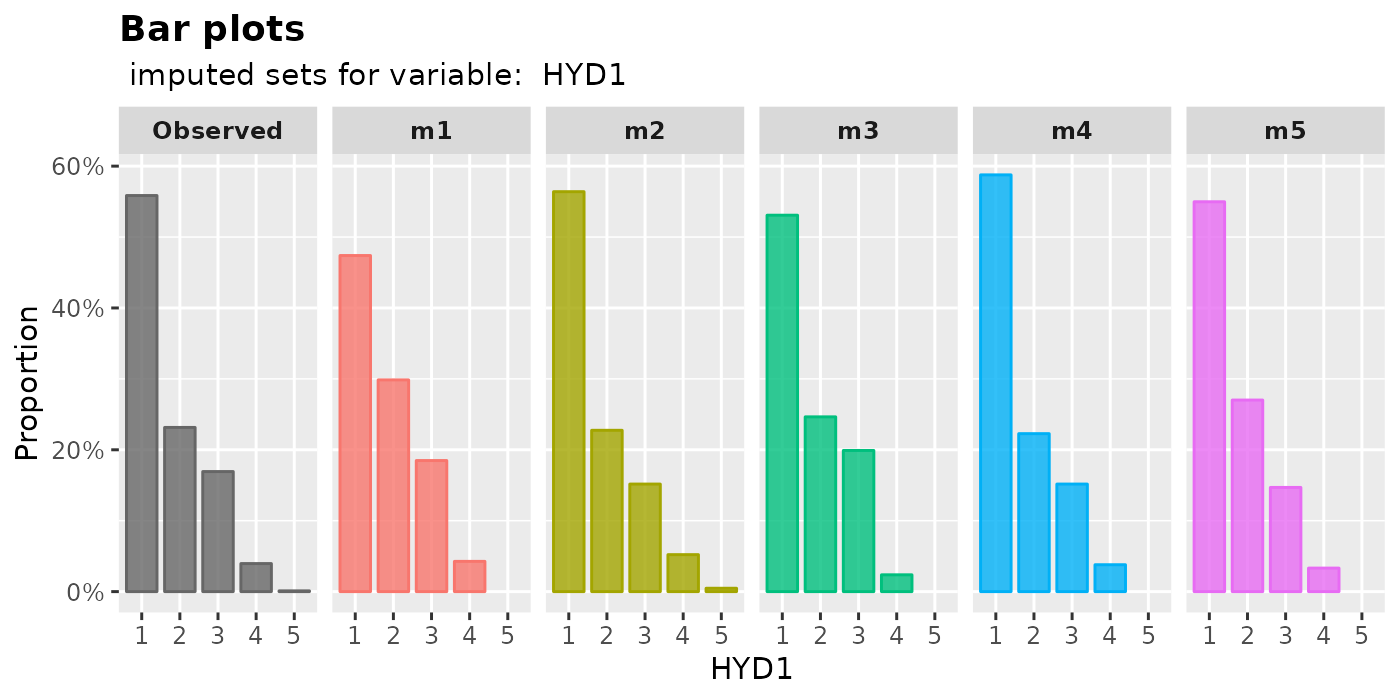 Bar plots
imputed sets for variable:  HYD1
Observed m1 m2 m3 m4 m5
60%
40%
20%
0%
Proportion
1 2 3 4 5 1 2 3 4 5 1 2 3 4 5 1 2 3 4 5 1 2 3 4 5 1 2 3 4 5
HYD1